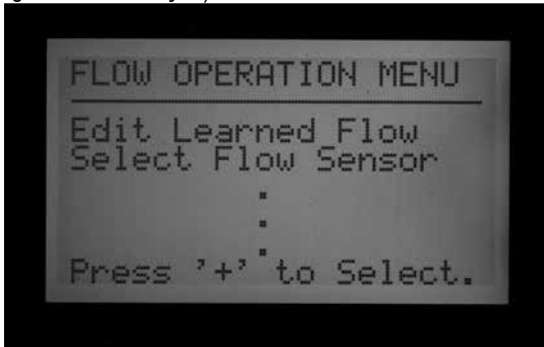 FLOW OPERATION MENU
Edit Learned Flow
Select Flow Sensor
.
.
.
Press '+' to Select.